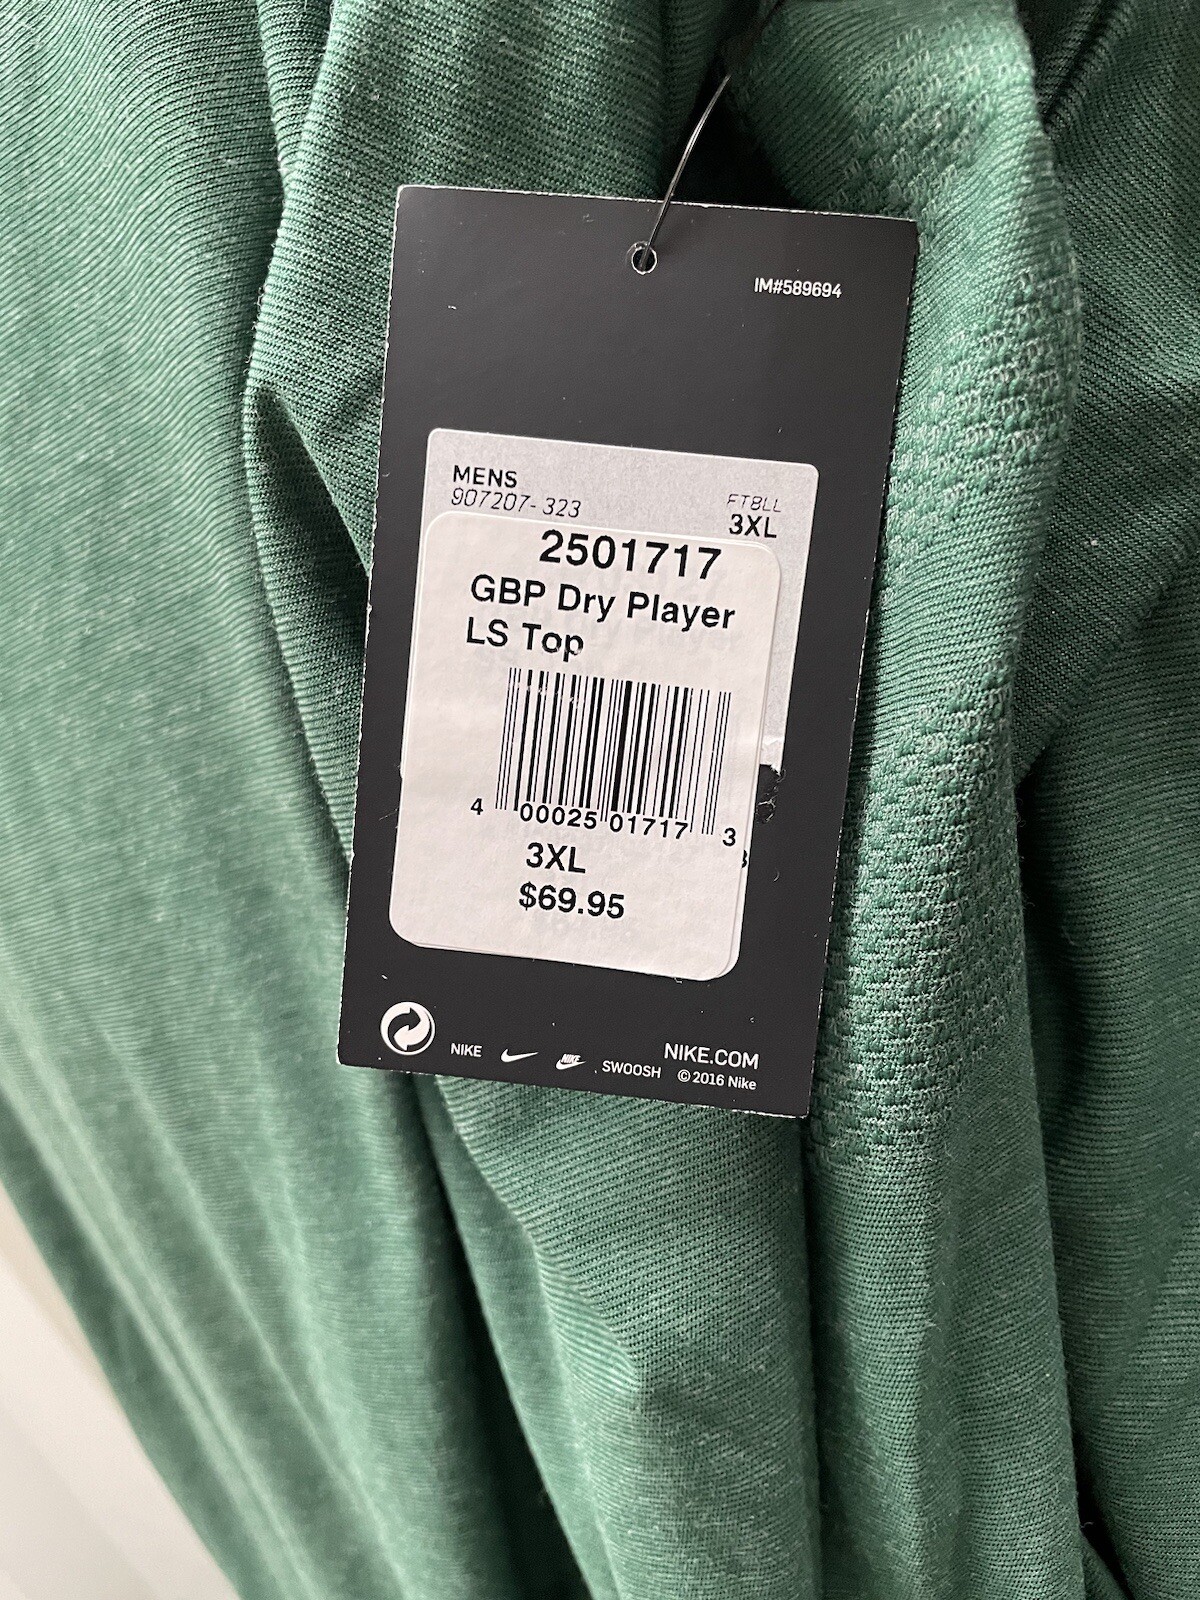 IM#589694
MENS
907207-323
FTBLL
3XL
2501717
GBP Dry Player
LS Top
4 00025 01717 3
3XL
$69.95
NIKE NIKE SWOOSH
NIKE.COM
© 2016 Nike